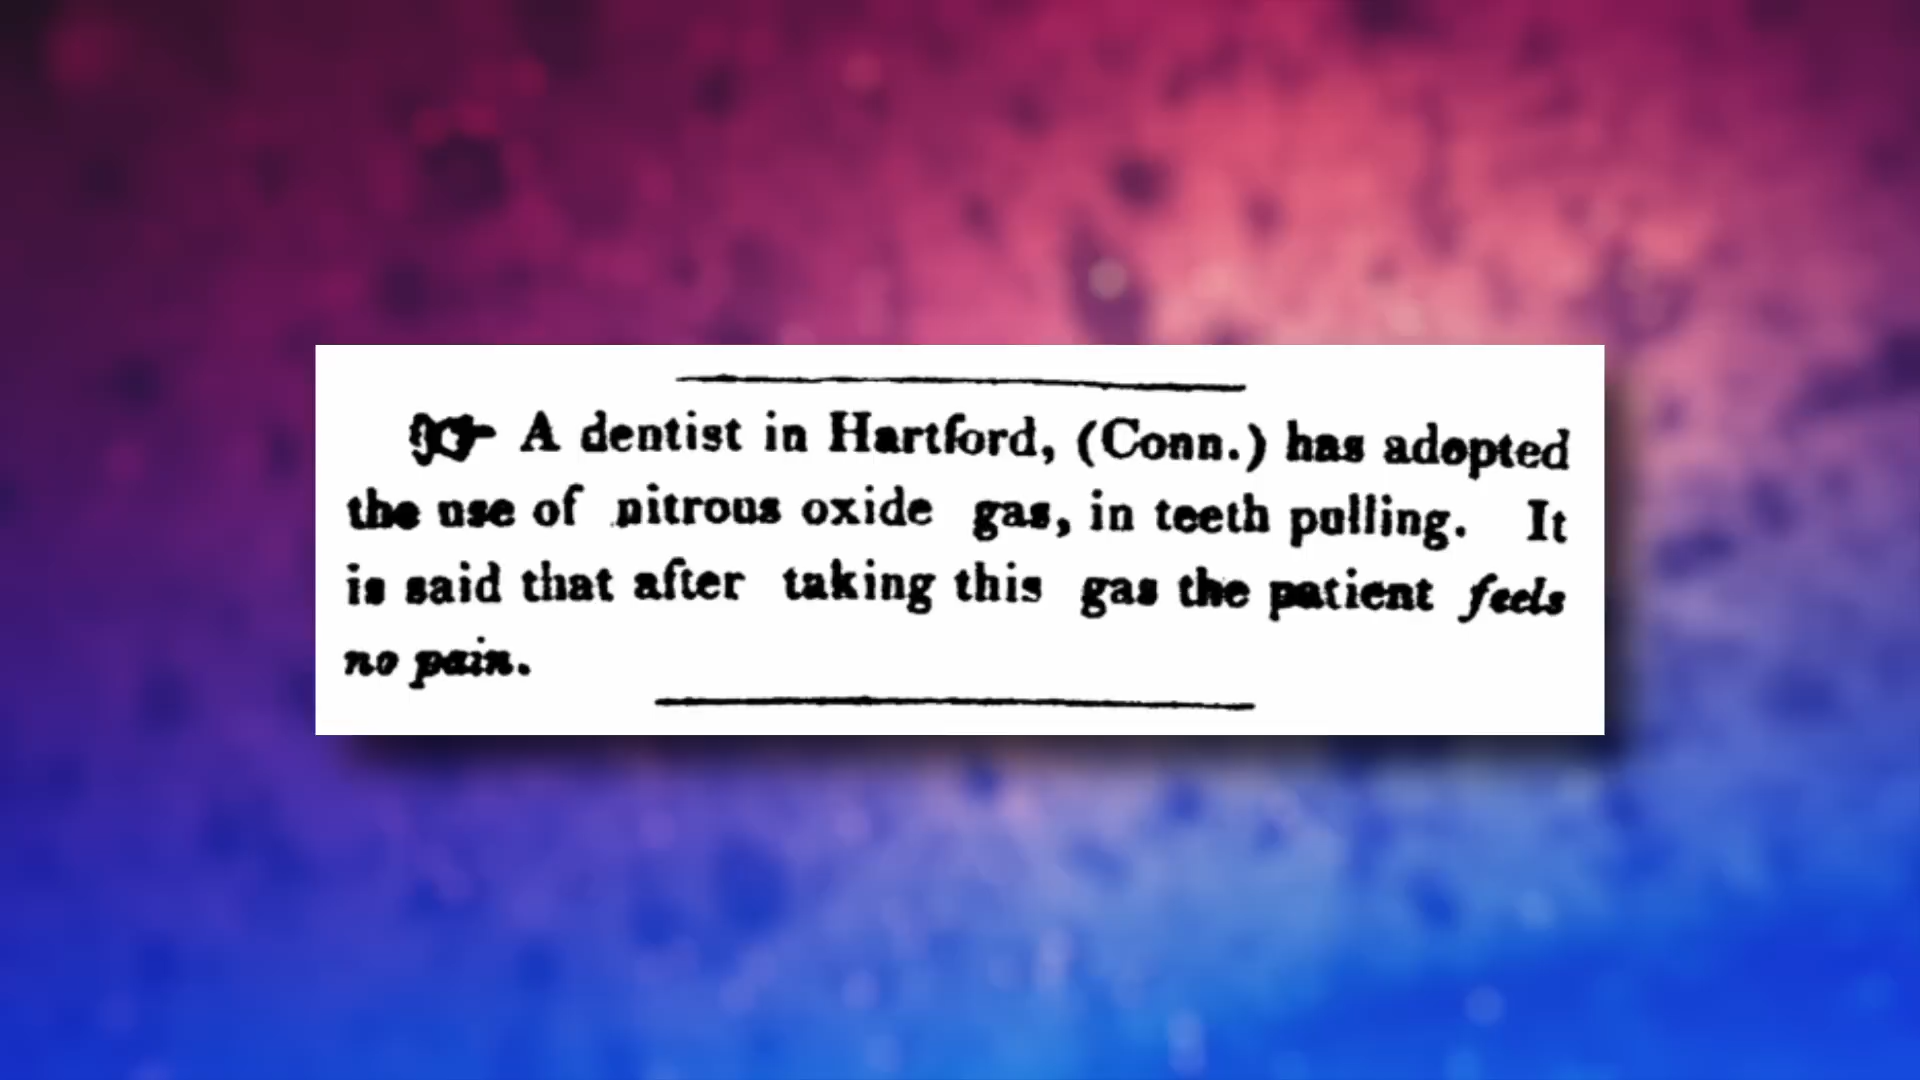 ☞ A dentist in Hartford, (Conn.) has adopted
the use of nitrous oxide gas, in teeth pulling. It
is said that after taking this gas the patient feels
no pain.